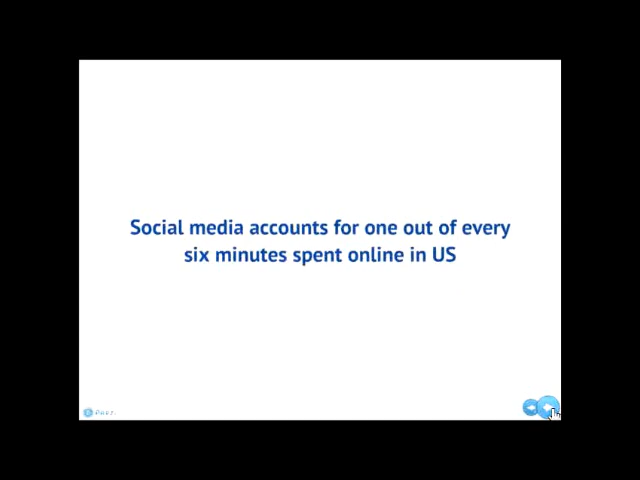 Social media accounts for one out of every
six minutes spent online in US